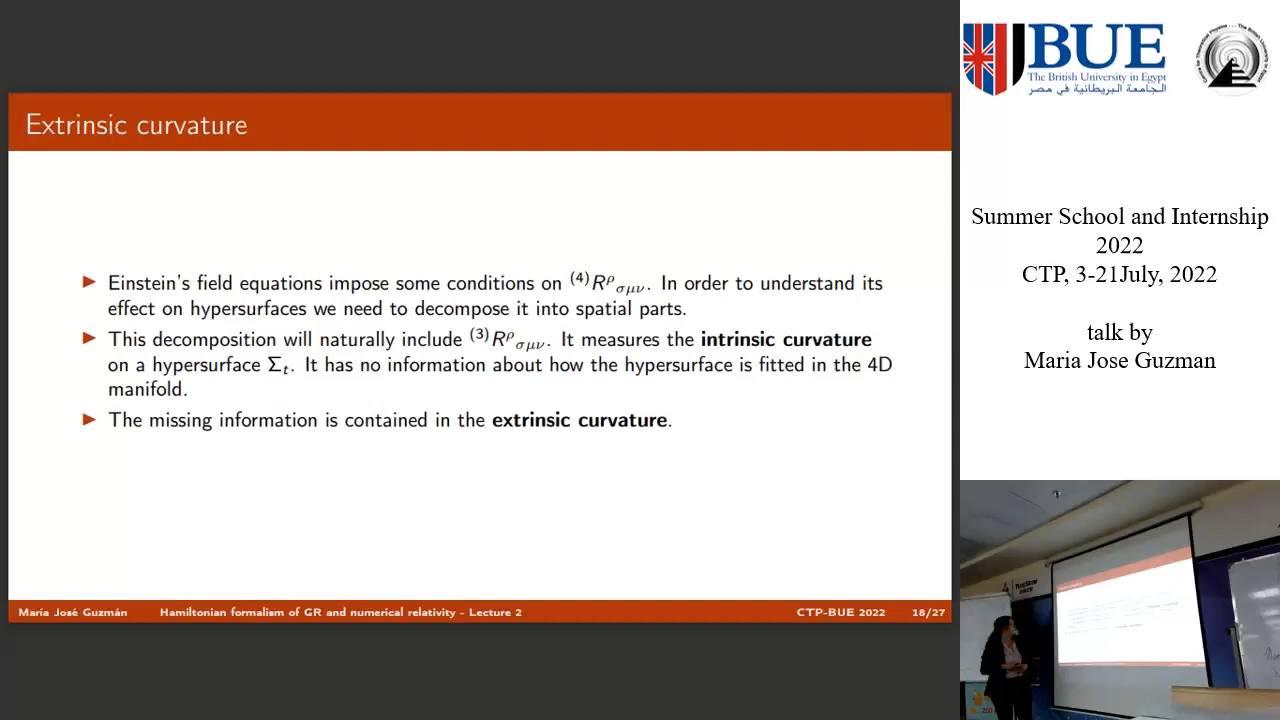 Extrinsic curvature
► Einstein's field equations impose some conditions on ⁽⁴⁾R^ρ_σμν. In order to understand its
effect on hypersurfaces we need to decompose it into spatial parts.
► This decomposition will naturally include ⁽³⁾R^ρ_σμν. It measures the intrinsic curvature
on a hypersurface Σ_t. It has no information about how the hypersurface is fitted in the 4D
manifold.
► The missing information is contained in the extrinsic curvature.
María José Guzmán Hamiltonian formalism of GR and numerical relativity - Lecture 2 CTP-BUE 2022 18/27
BUE
The British University in Egypt
الجامعة البريطانية في مصر
Summer School and Internship
2022
CTP, 3-21July, 2022
talk by
Maria Jose Guzman